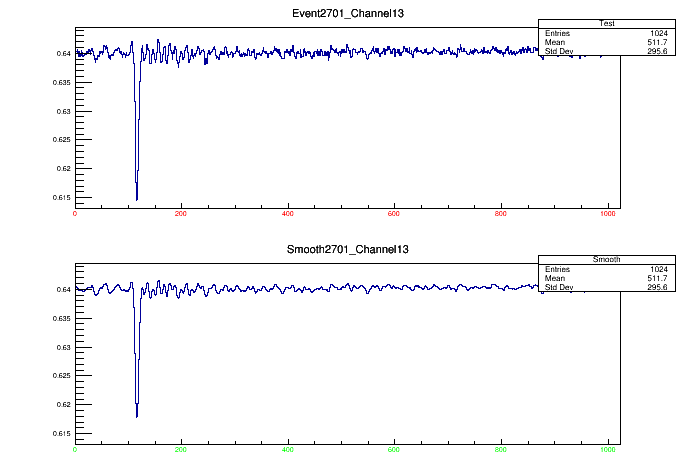 Event2701_Channel13
Test
Entries 1024
Mean 511.7
Std Dev 295.6
0.64
0.635
0.63
0.625
0.62
0.615
0 200 400 600 800 1000
Smooth2701_Channel13
Smooth
Entries 1024
Mean 511.7
Std Dev 295.6
0.64
0.635
0.63
0.625
0.62
0.615
0 200 400 600 800 1000